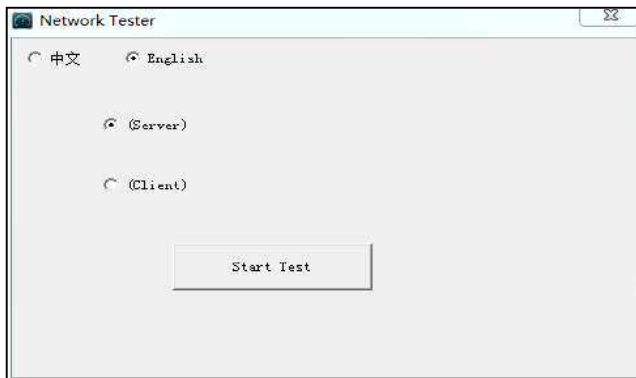 Network Tester
中文 English
(Server)
(Client)
Start Test